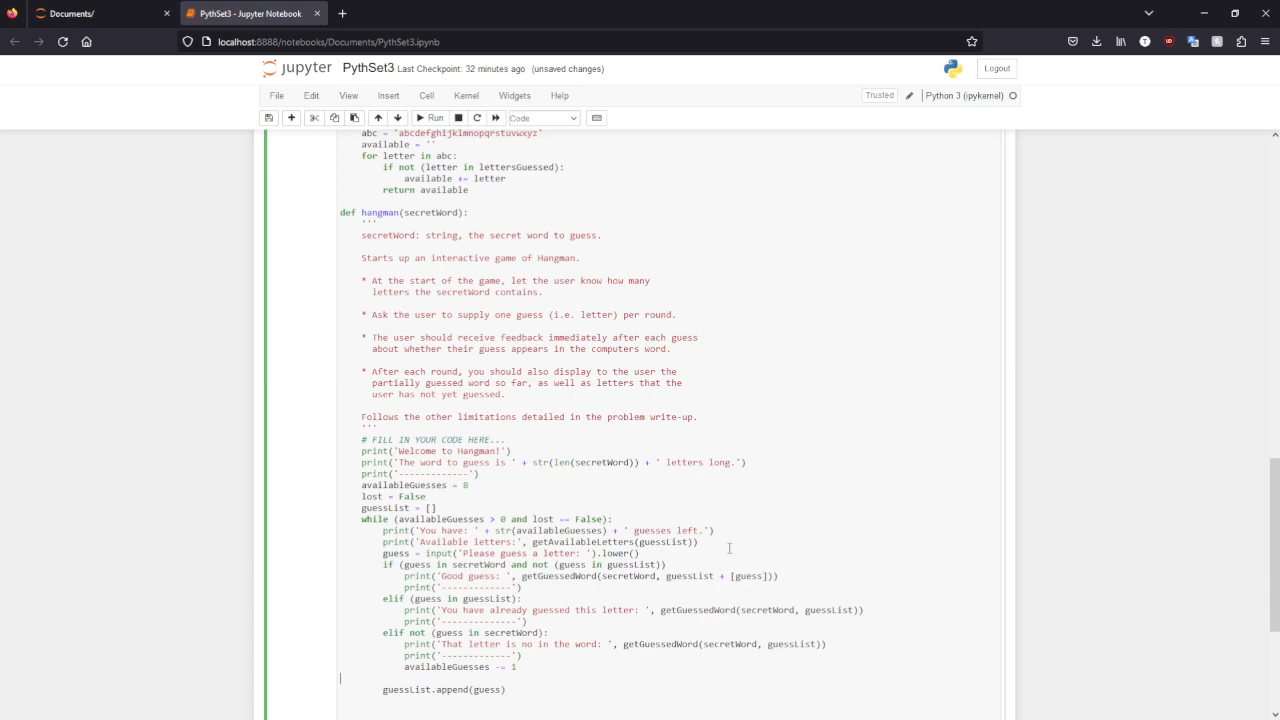 Documents/
PythSet3 - Jupyter Notebook
localhost:8888/notebooks/Documents/PythSet3.ipynb
jupyter PythSet3 Last Checkpoint: 32 minutes ago (unsaved changes)
Logout
File Edit View Insert Cell Kernel Widgets Help
Trusted Python 3 (ipykernel)
Run Code
abc = 'abcdefghijklmnopqrstuvwxyz'
available = ''
for letter in abc:
if not (letter in lettersGuessed):
available += letter
return available
def hangman(secretWord):
'''
secretWord: string, the secret word to guess.
Starts up an interactive game of Hangman.
* At the start of the game, let the user know how many
letters the secretWord contains.
* Ask the user to supply one guess (i.e. letter) per round.
* The user should receive feedback immediately after each guess
about whether their guess appears in the computers word.
* After each round, you should also display to the user the
partially guessed word so far, as well as letters that the
user has not yet guessed.
Follows the other limitations detailed in the problem write-up.
'''
# FILL IN YOUR CODE HERE...
print('Welcome to Hangman!')
print('The word to guess is ' + str(len(secretWord)) + ' letters long.')
print('-------------')
availableGuesses = 8
lost = False
guessList = []
while (availableGuesses > 0 and lost == False):
print('You have: ' + str(availableGuesses) + ' guesses left.')
print('Available letters:', getAvailableLetters(guessList))
guess = input('Please guess a letter: ').lower()
if (guess in secretWord and not (guess in guessList))
print('Good guess: ', getGuessedWord(secretWord, guessList + [guess]))
print('-------------')
elif (guess in guessList):
print('You have already guessed this letter: ', getGuessedWord(secretWord, guessList))
print('--------------')
elif not (guess in secretWord):
print('That letter is no in the word: ', getGuessedWord(secretWord, guessList))
print('-------------')
availableGuesses -= 1
guessList.append(guess)